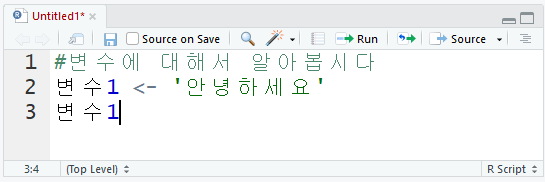 Untitled1*
Source on Save
Run
Source
1 #변수에 대해서 알아봅시다
2 변수1 <- '안녕하세요'
3 변수1
3:4 (Top Level) R Script